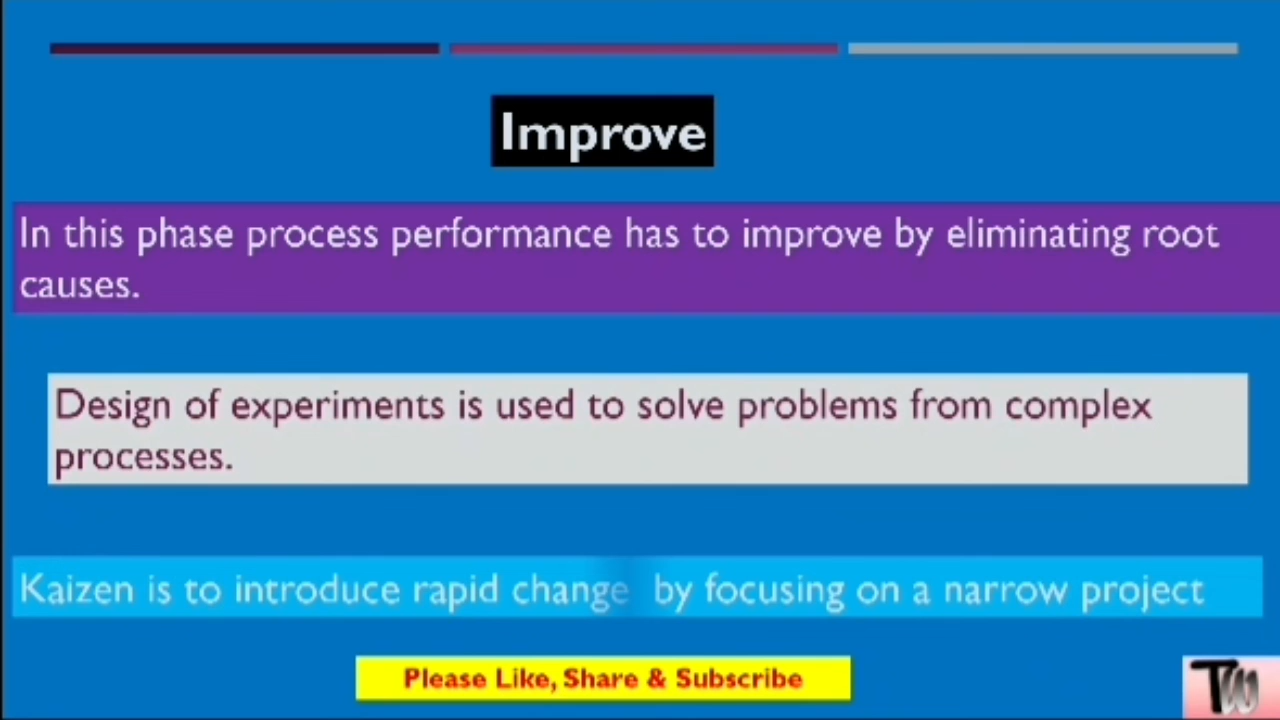 Improve
In this phase process performance has to improve by eliminating root
causes.
Design of experiments is used to solve problems from complex
processes.
Kaizen is to introduce rapid change by focusing on a narrow project
Please Like, Share & Subscribe
TW